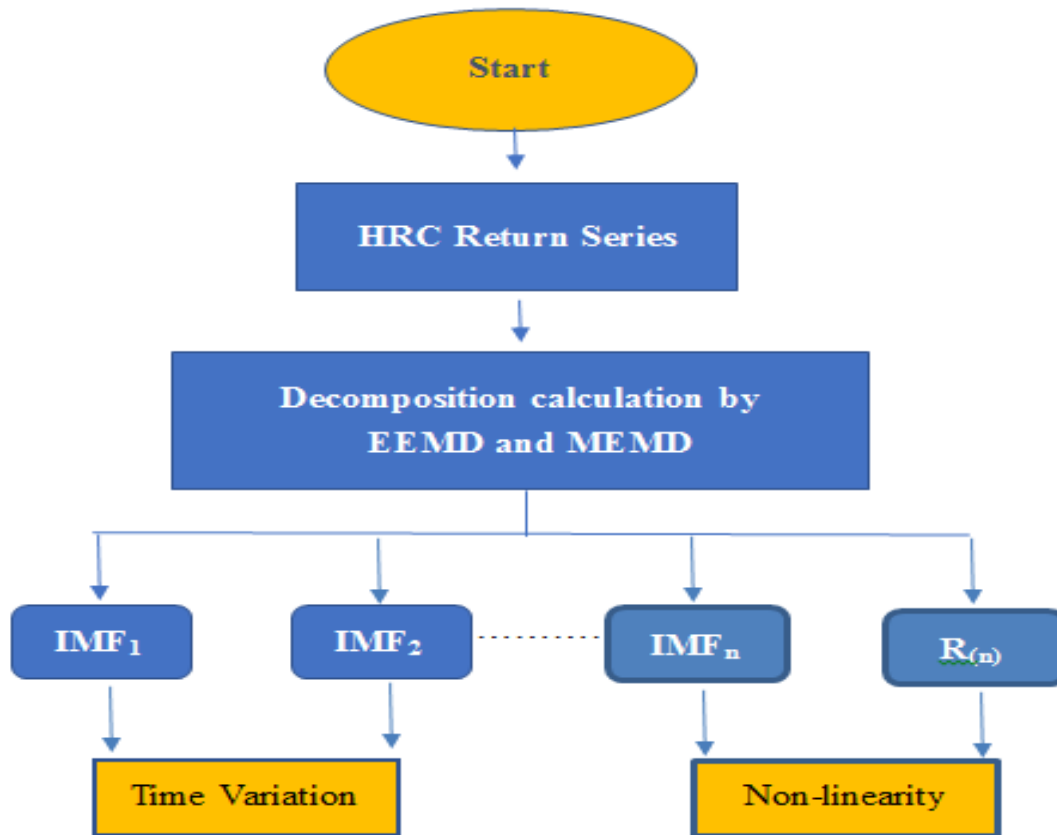 Start
HRC Return Series
Decomposition calculation by
EEMD and MEMD
IMF₁
IMF₂
IMFₙ
R₍ₙ₎
Time Variation
Non-linearity